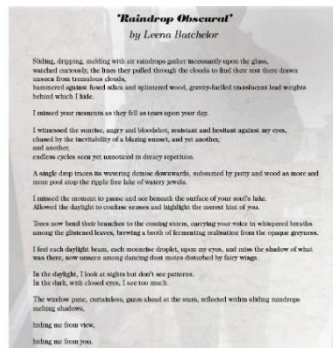 "Raindrop Obscural"
by Leena Batchelor
Sliding, dripping, melding with air raindrops gather incessantly upon the glass,
watched curiously, the lines they pulled through the clouds to find their rest there drawn
unseen from tremulous clouds,
hammered against fused silica and splintered wood, gravity-fuelled translucent lead weights
behind which I hide.
I missed your moments as they fell as tears upon your day.
I witnessed the sunrise, angry and bloodshot, resistant and hesitant against my eyes,
chased by the inevitability of a blazing sunset, and yet another,
and another,
endless cycles seen yet unnoticed in dreary repetition.
A single drop traces its watering demise downwards, subsumed by putty and wood as more and
more pool atop the ripple free lake of watery jewels.
I missed the moment to pause and see beneath the surface of your soul's lake.
Allowed the daylight to confuse senses and highlight the merest hint of you.
Trees now bend their branches to the coming storm, carrying your voice in whispered breaths
among the glistened leaves, brewing a broth of fermenting realisation from the opaque greyness.
I feel each daylight beam, each moonrise droplet, upon my eyes, and miss the shadow of what
was there, now unseen among dancing dust motes disturbed by fairy wings.
In the daylight, I look at sights but don't see patterns.
In the dark, with closed eyes, I see too much.
The window pane, curtainless, gazes ahead at the stars, reflected within sliding raindrops
melting shadows,
hiding me from view,
hiding me from you.